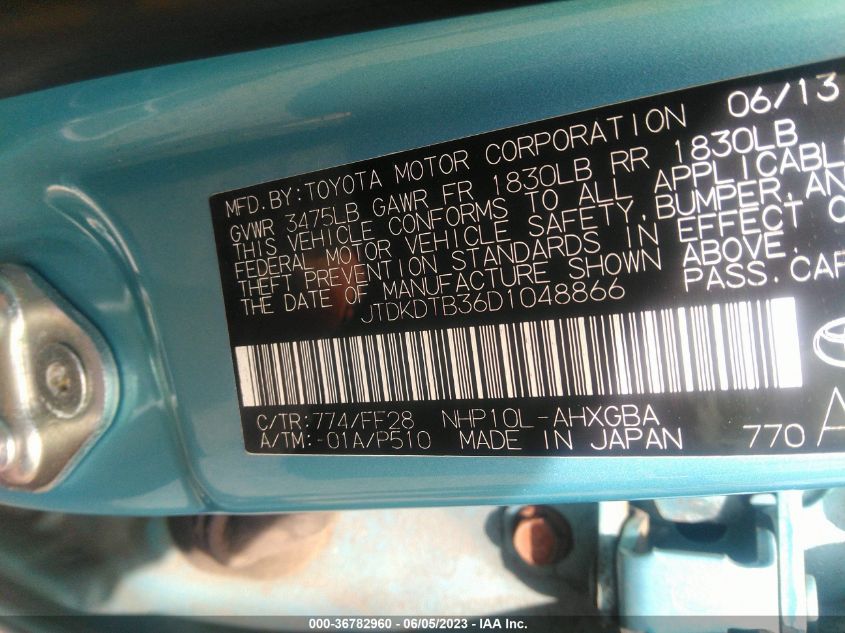 06/13
MFD.BY:TOYOTA MOTOR CORPORATION
GVWR 3475LB GAWR FR 1830LB RR 1830LB
THIS VEHICLE CONFORMS TO ALL APPLICABL
FEDERAL MOTOR VEHICLE SAFETY,BUMPER,AN
THEFT PREVENTION STANDARDS IN EFFECT O
THE DATE OF MANUFACTURE SHOWN ABOVE.
JTDKDTB36D1048866 PASS.CAR
C/TR:774/FF28 NHP10L-AHXGBA
A/TM:-01A/P510 MADE IN JAPAN 770 A
000-36782960 - 06/05/2023 - IAA Inc.